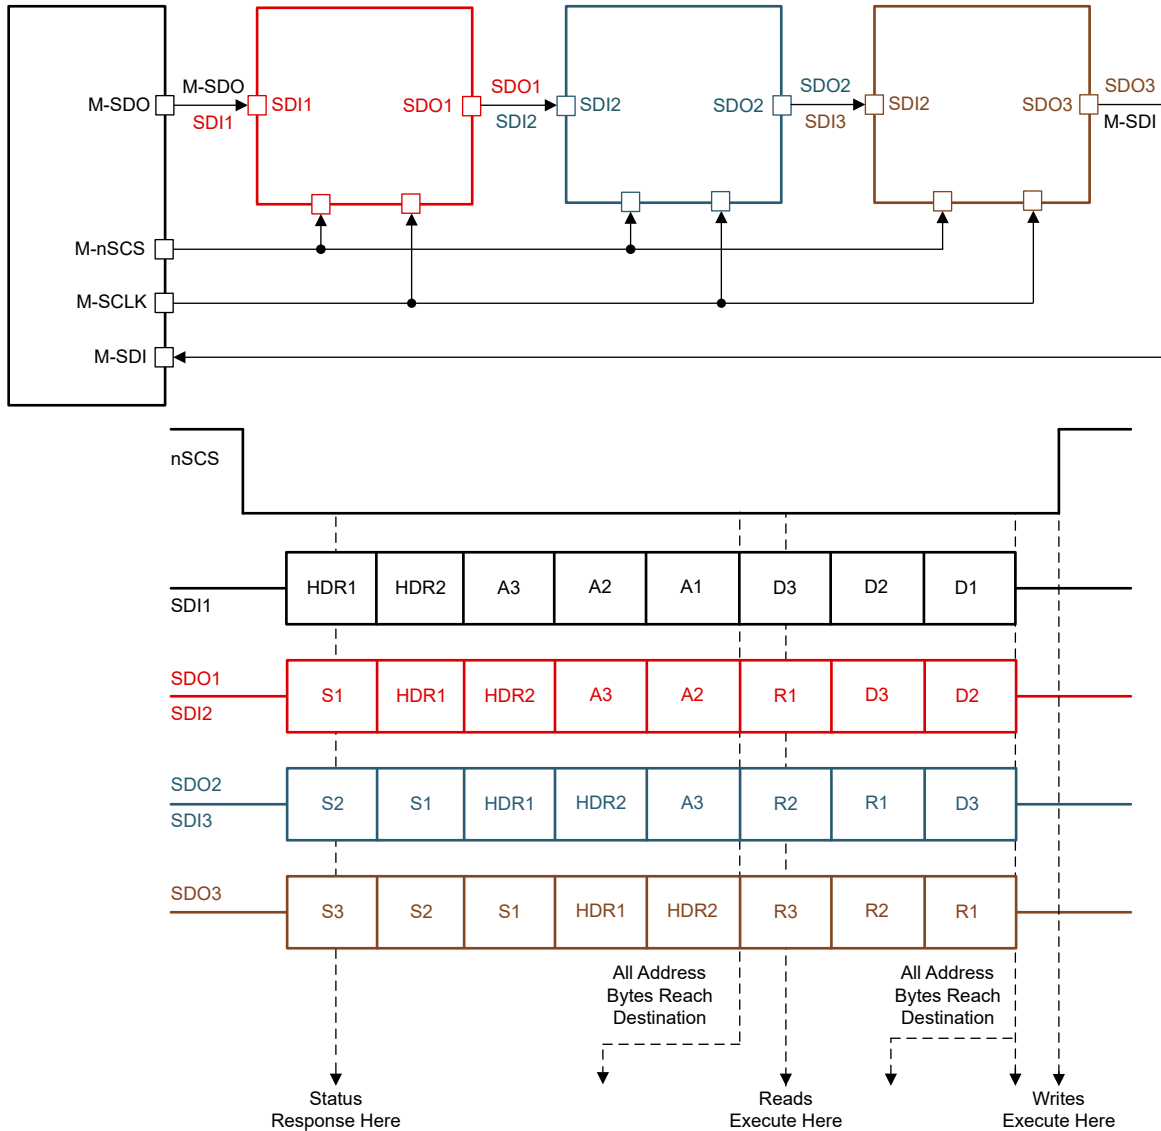 M-SDO
M-SDO
SDI1
SDI1
SDO1
SDO1
SDI2
SDI2
SDO2
SDO2
SDI3
SDI2
SDO3
SDO3
M-SDI
M-nSCS
M-SCLK
M-SDI
nSCS
SDI1
HDR1 HDR2 A3 A2 A1 D3 D2 D1
SDO1
SDI2
S1 HDR1 HDR2 A3 A2 R1 D3 D2
SDO2
SDI3
S2 S1 HDR1 HDR2 A3 R2 R1 D3
SDO3
S3 S2 S1 HDR1 HDR2 R3 R2 R1
All Address
Bytes Reach
Destination
All Address
Bytes Reach
Destination
Status
Response Here
Reads
Execute Here
Writes
Execute Here